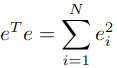 $e^T e = \sum_{i=1}^{N} e_i^2$